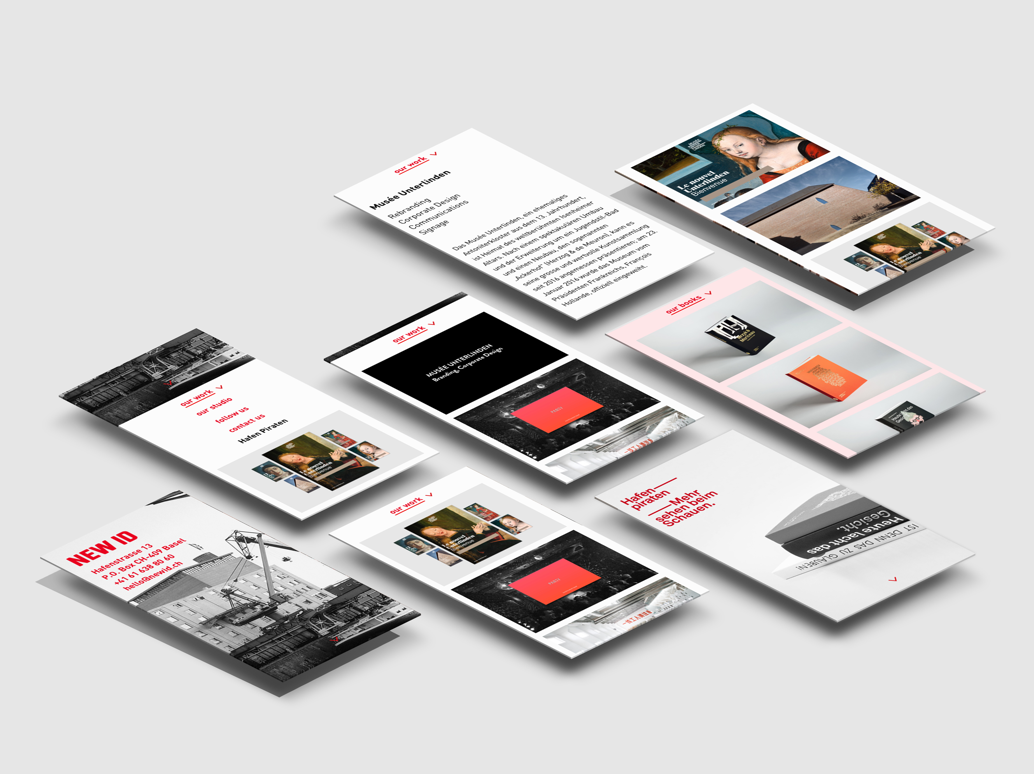 our work
Musée Unterlinden
Rebranding
Corporate Design
Communications
Signage
Das Musée Unterlinden, ein ehemaliges
Antoniterkloster aus dem 13. Jahrhundert,
ist Heimat des weltberühmten Isenheimer
Altars. Nach einem spektakulären Umbau
und der Erweiterung um ein Jugendstil-Bad
und einen Neubau, den sogenannten
„Ackerhof“ (Herzog & de Meuron), kann es
seine grosse und wertvolle Kunstsammlung
seit 2016 angemessen präsentieren, am 23.
Januar 2016 wurde das Museum vom
Präsidenten Frankreichs, François
Hollande, offiziell eingeweiht.
Le nouvel
Unterlinden
Bienvenue
our work
MUSÉE UNTERLINDEN
Branding, Corporate Design
our books
our work
our studio
follow us
contact us
Hafen Piraten
NEW ID
Hafenstrasse 13
P.O. Box CH-409 Basel
+41 61 638 80 60
hello@newid.ch
our work
Hafen-
piraten
Mehr
sehen beim
Schauen.
Heute lacht das
Gesicht.
IST DENN DAS ZU GLAUBEN!